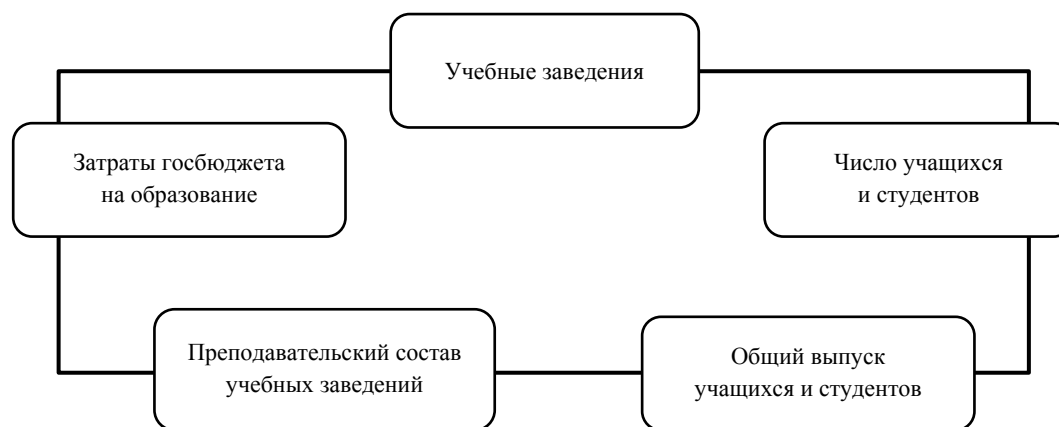 Учебные заведения
Затраты госбюджета
на образование
Число учащихся
и студентов
Преподавательский состав
учебных заведений
Общий выпуск
учащихся и студентов